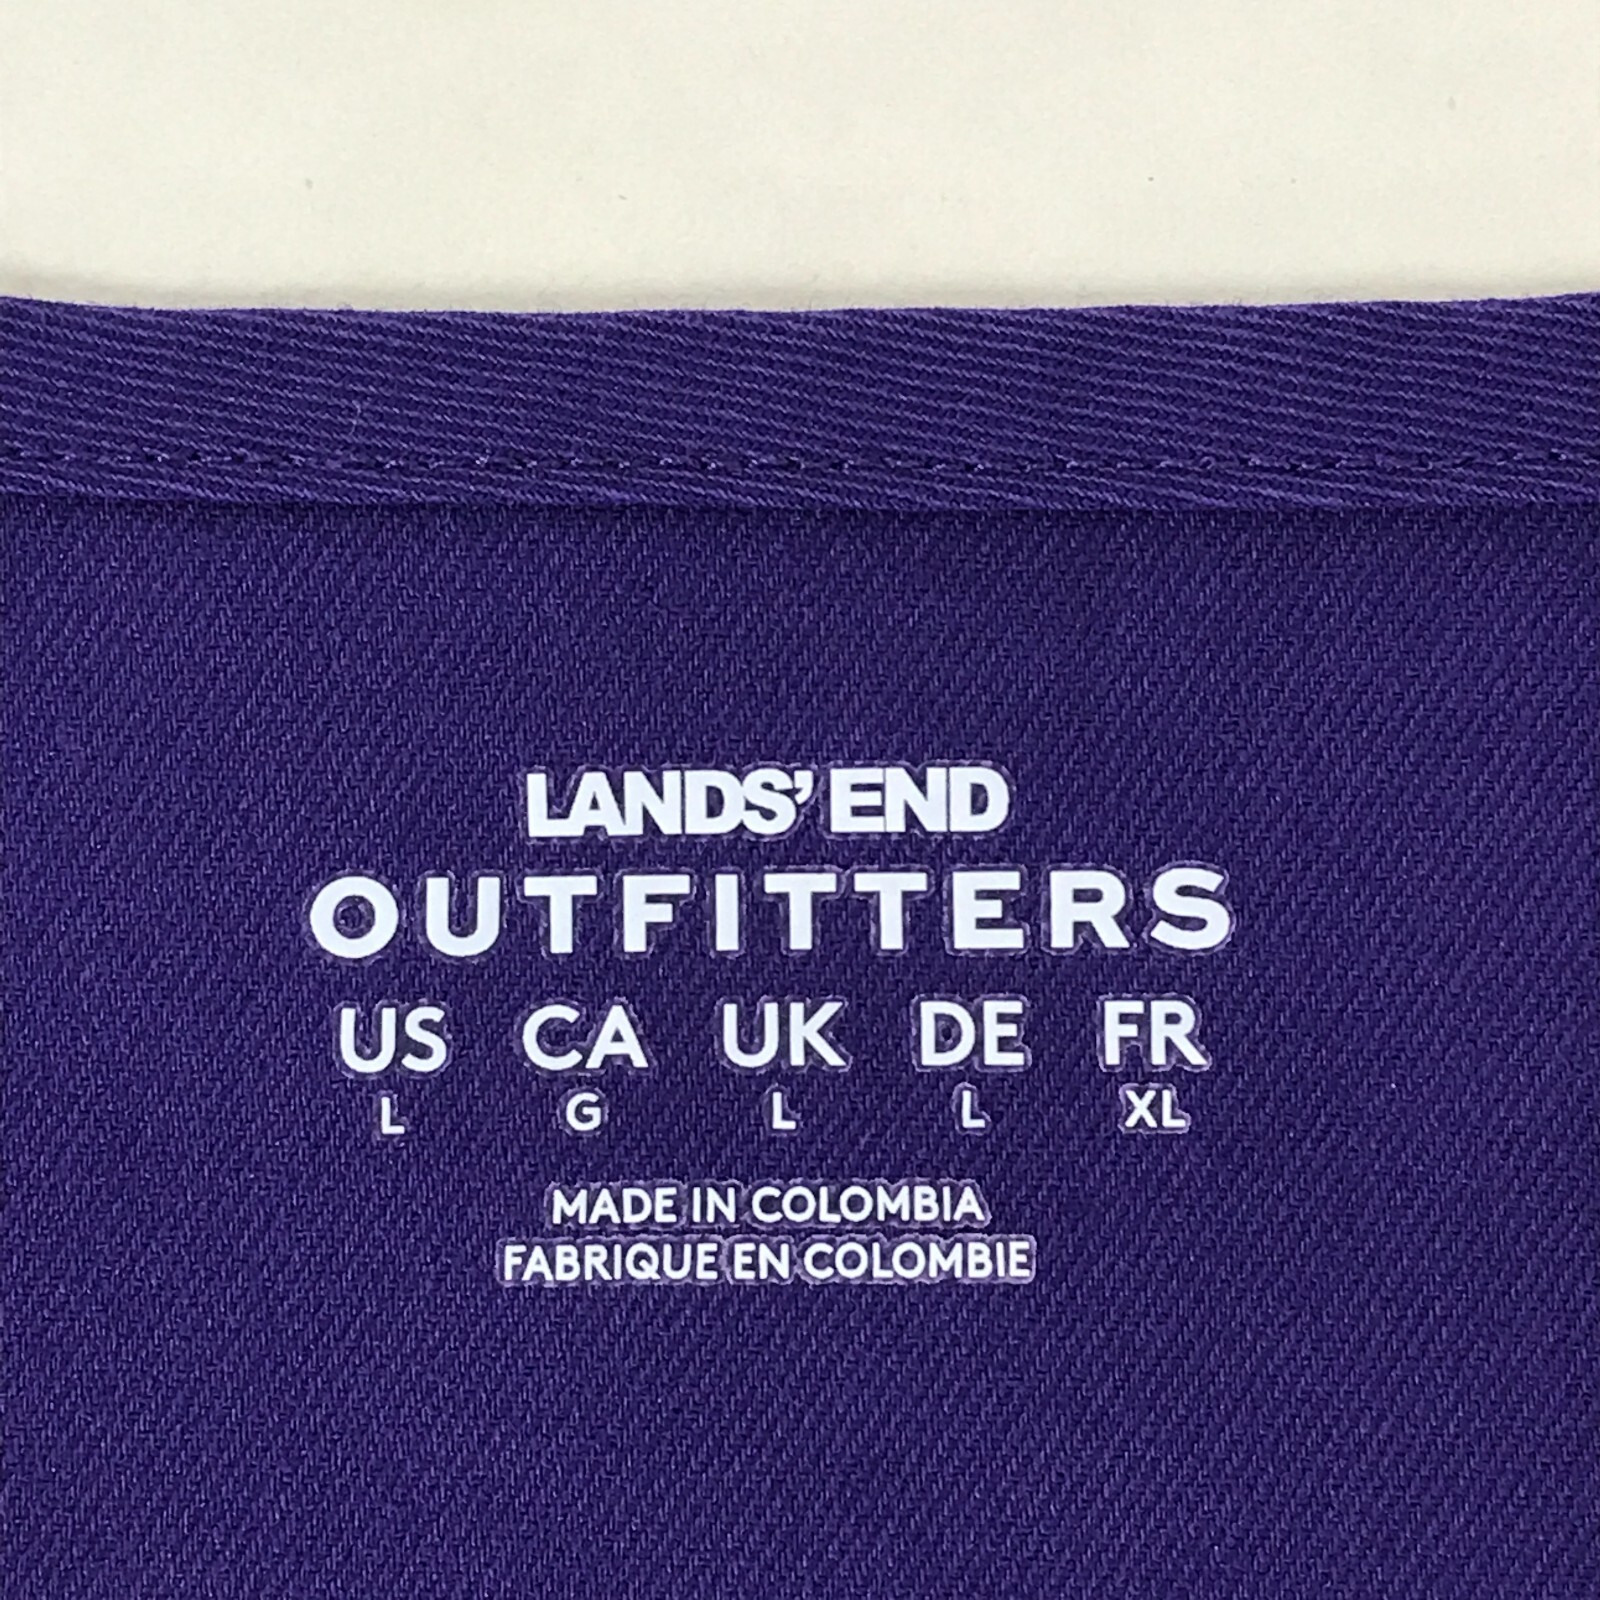 LANDS' END
OUTFITTERS
US CA UK DE FR
L G L L XL
MADE IN COLOMBIA
FABRIQUE EN COLOMBIE